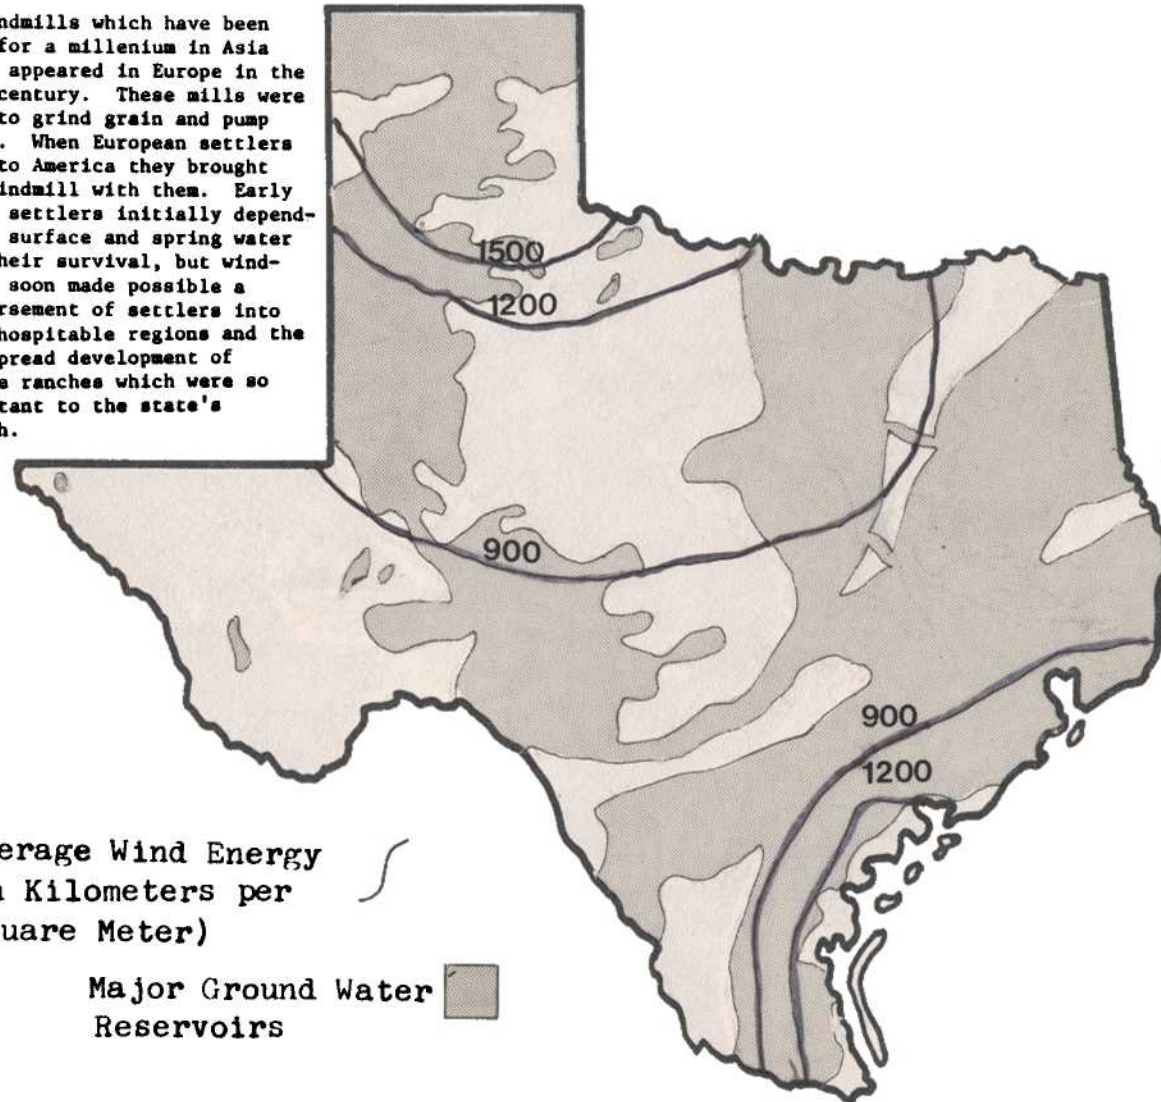 ndmills which have been
for a millenium in Asia
appeared in Europe in the
century. These mills were
to grind grain and pump
. When European settlers
to America they brought
indmill with them. Early
settlers initially depend-
surface and spring water
heir survival, but wind-
soon made possible a
rsement of settlers into
hospitable regions and the
pread development of
e ranches which were so
tant to the state's
h.
1500
1200
900
900
1200
erage Wind Energy
Kilometers per
uare Meter)
Major Ground Water
Reservoirs